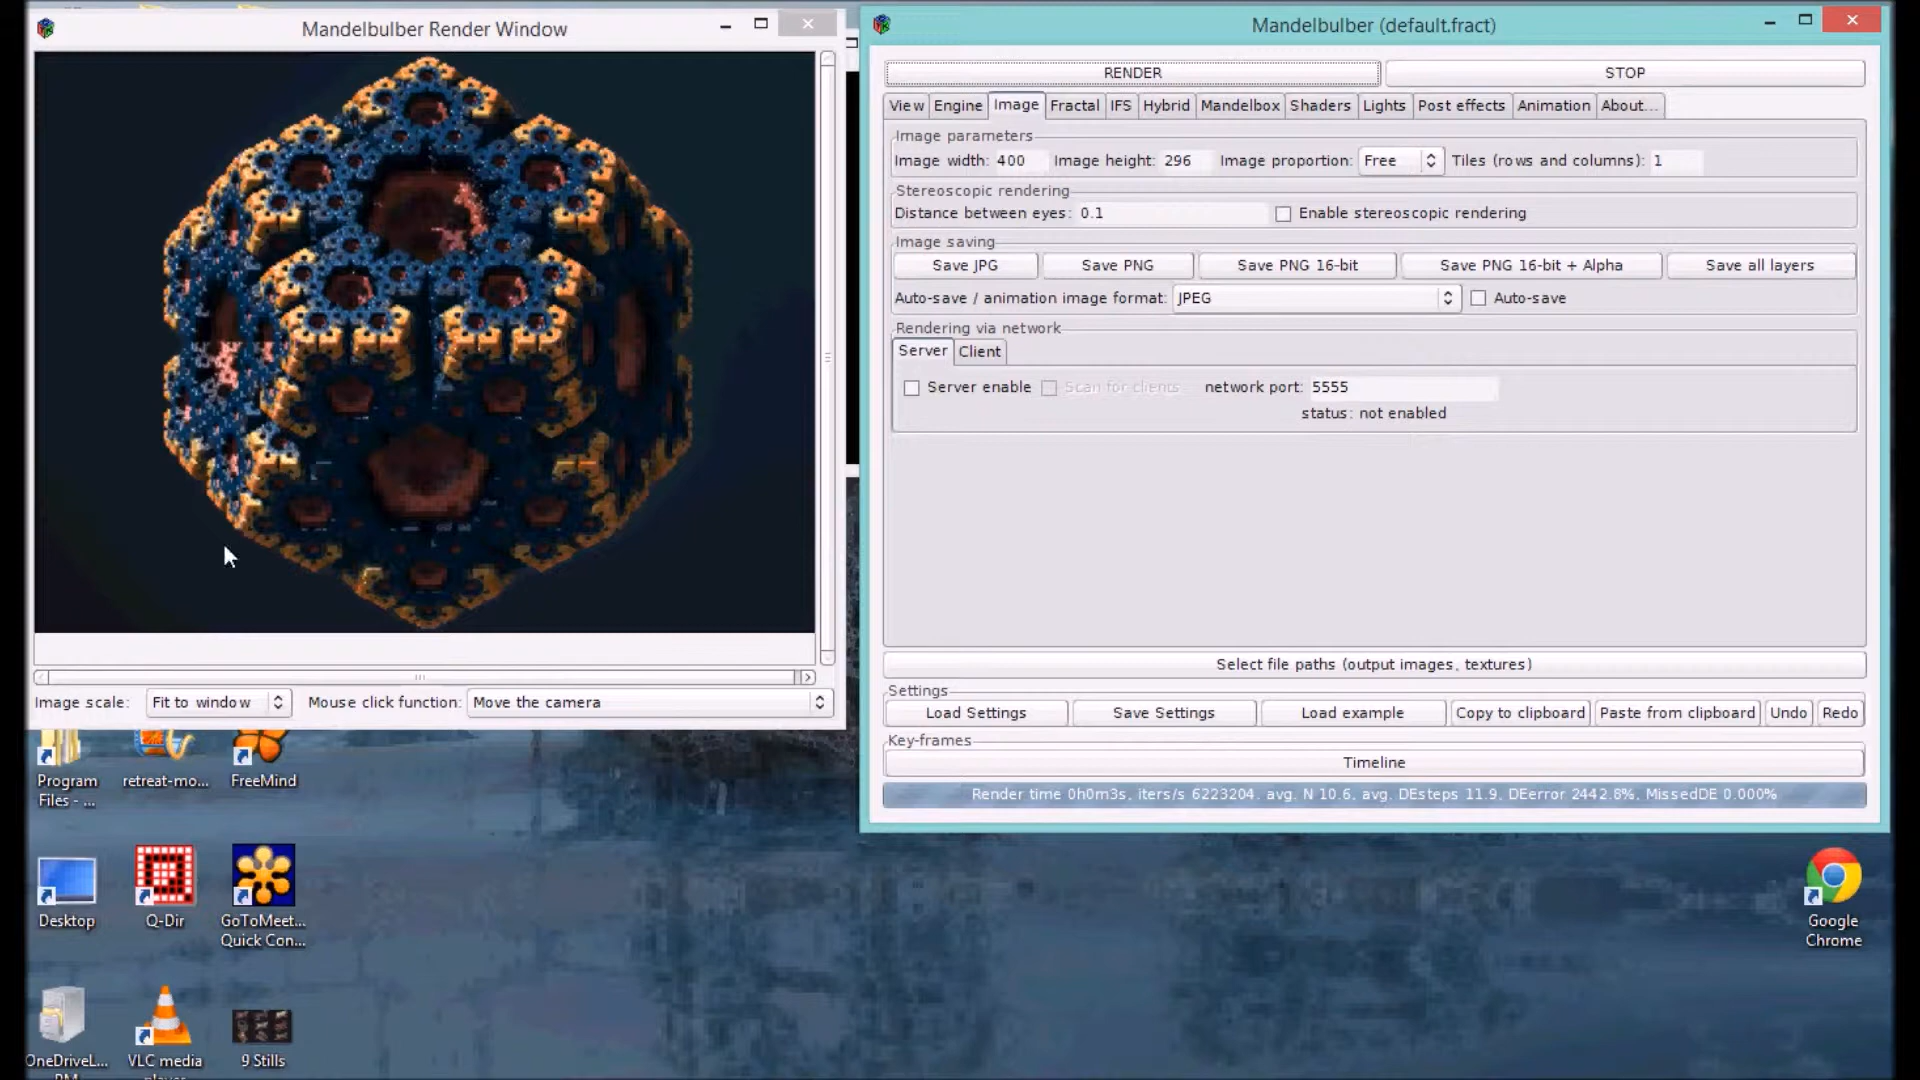 Mandelbulber Render Window
Image scale: Fit to window Mouse click function: Move the camera
Mandelbulber (default.fract)
RENDER STOP
View Engine Image Fractal IFS Hybrid Mandelbox Shaders Lights Post effects Animation About...
Image parameters
Image width: 400 Image height: 296 Image proportion: Free Tiles (rows and columns): 1
Stereoscopic rendering
Distance between eyes: 0.1 Enable stereoscopic rendering
Image saving
Save JPG Save PNG Save PNG 16-bit Save PNG 16-bit + Alpha Save all layers
Auto-save / animation image format: JPEG Auto-save
Rendering via network
Server Client
Server enable Scan for clients network port: 5555
status: not enabled
Select file paths (output images, textures)
Settings
Load Settings Save Settings Load example Copy to clipboard Paste from clipboard Undo Redo
Key-frames
Timeline
Render time 0h0m3s, iters/s 6223204, avg. N 10.6, avg. DEsteps 11.9, DEerror 2442.8%, MissedDE 0.000%
Program
Files - ...
retreat-mo...
FreeMind
Desktop
Q-Dir
GoToMeet...
Quick Con...
OneDriveL...
VLC media
player
9 Stills
Google
Chrome